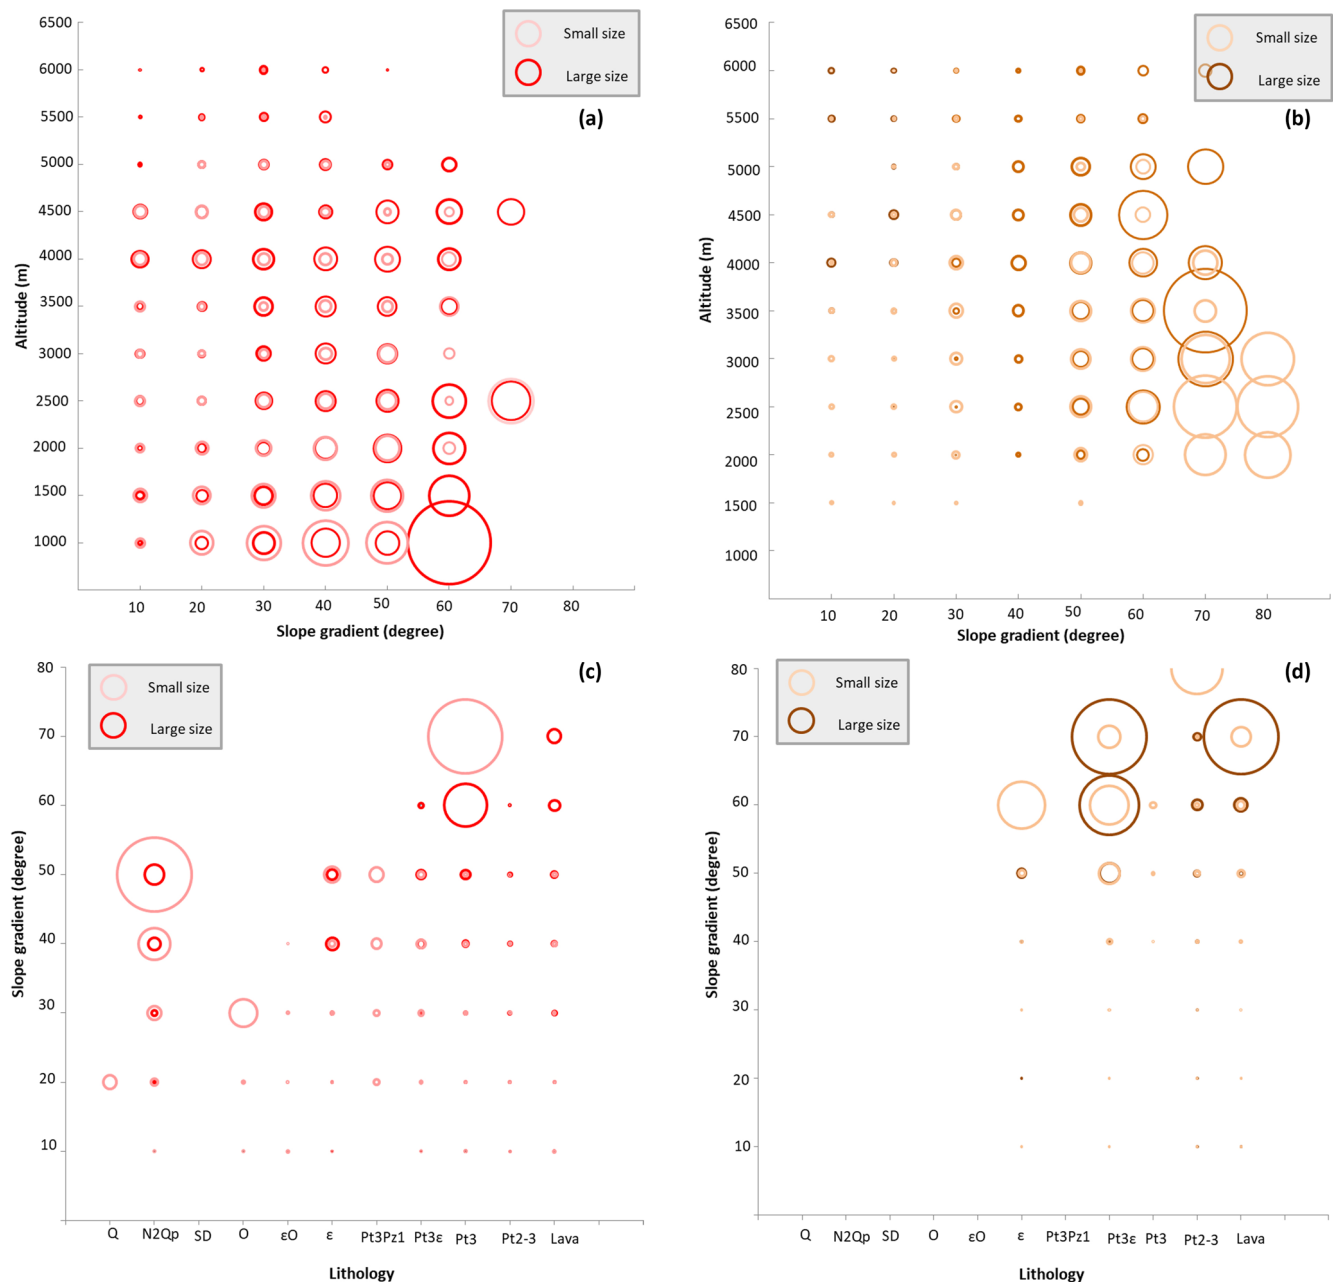 Small size
Large size
(a)
6500
6000
5500
5000
4500
4000
3500
3000
2500
2000
1500
1000
Altitude (m)
10 20 30 40 50 60 70 80
Slope gradient (degree)
Small size
Large size
(b)
6500
6000
5500
5000
4500
4000
3500
3000
2500
2000
1500
1000
Altitude (m)
10 20 30 40 50 60 70 80
Slope gradient (degree)
Small size
Large size
(c)
80
70
60
50
40
30
20
10
Slope gradient (degree)
Q N2Qp SD O εO ε Pt3Pz1 Pt3ε Pt3 Pt2-3 Lava
Lithology
Small size
Large size
(d)
80
70
60
50
40
30
20
10
Slope gradient (degree)
Q N2Qp SD O εO ε Pt3Pz1 Pt3ε Pt3 Pt2-3 Lava
Lithology